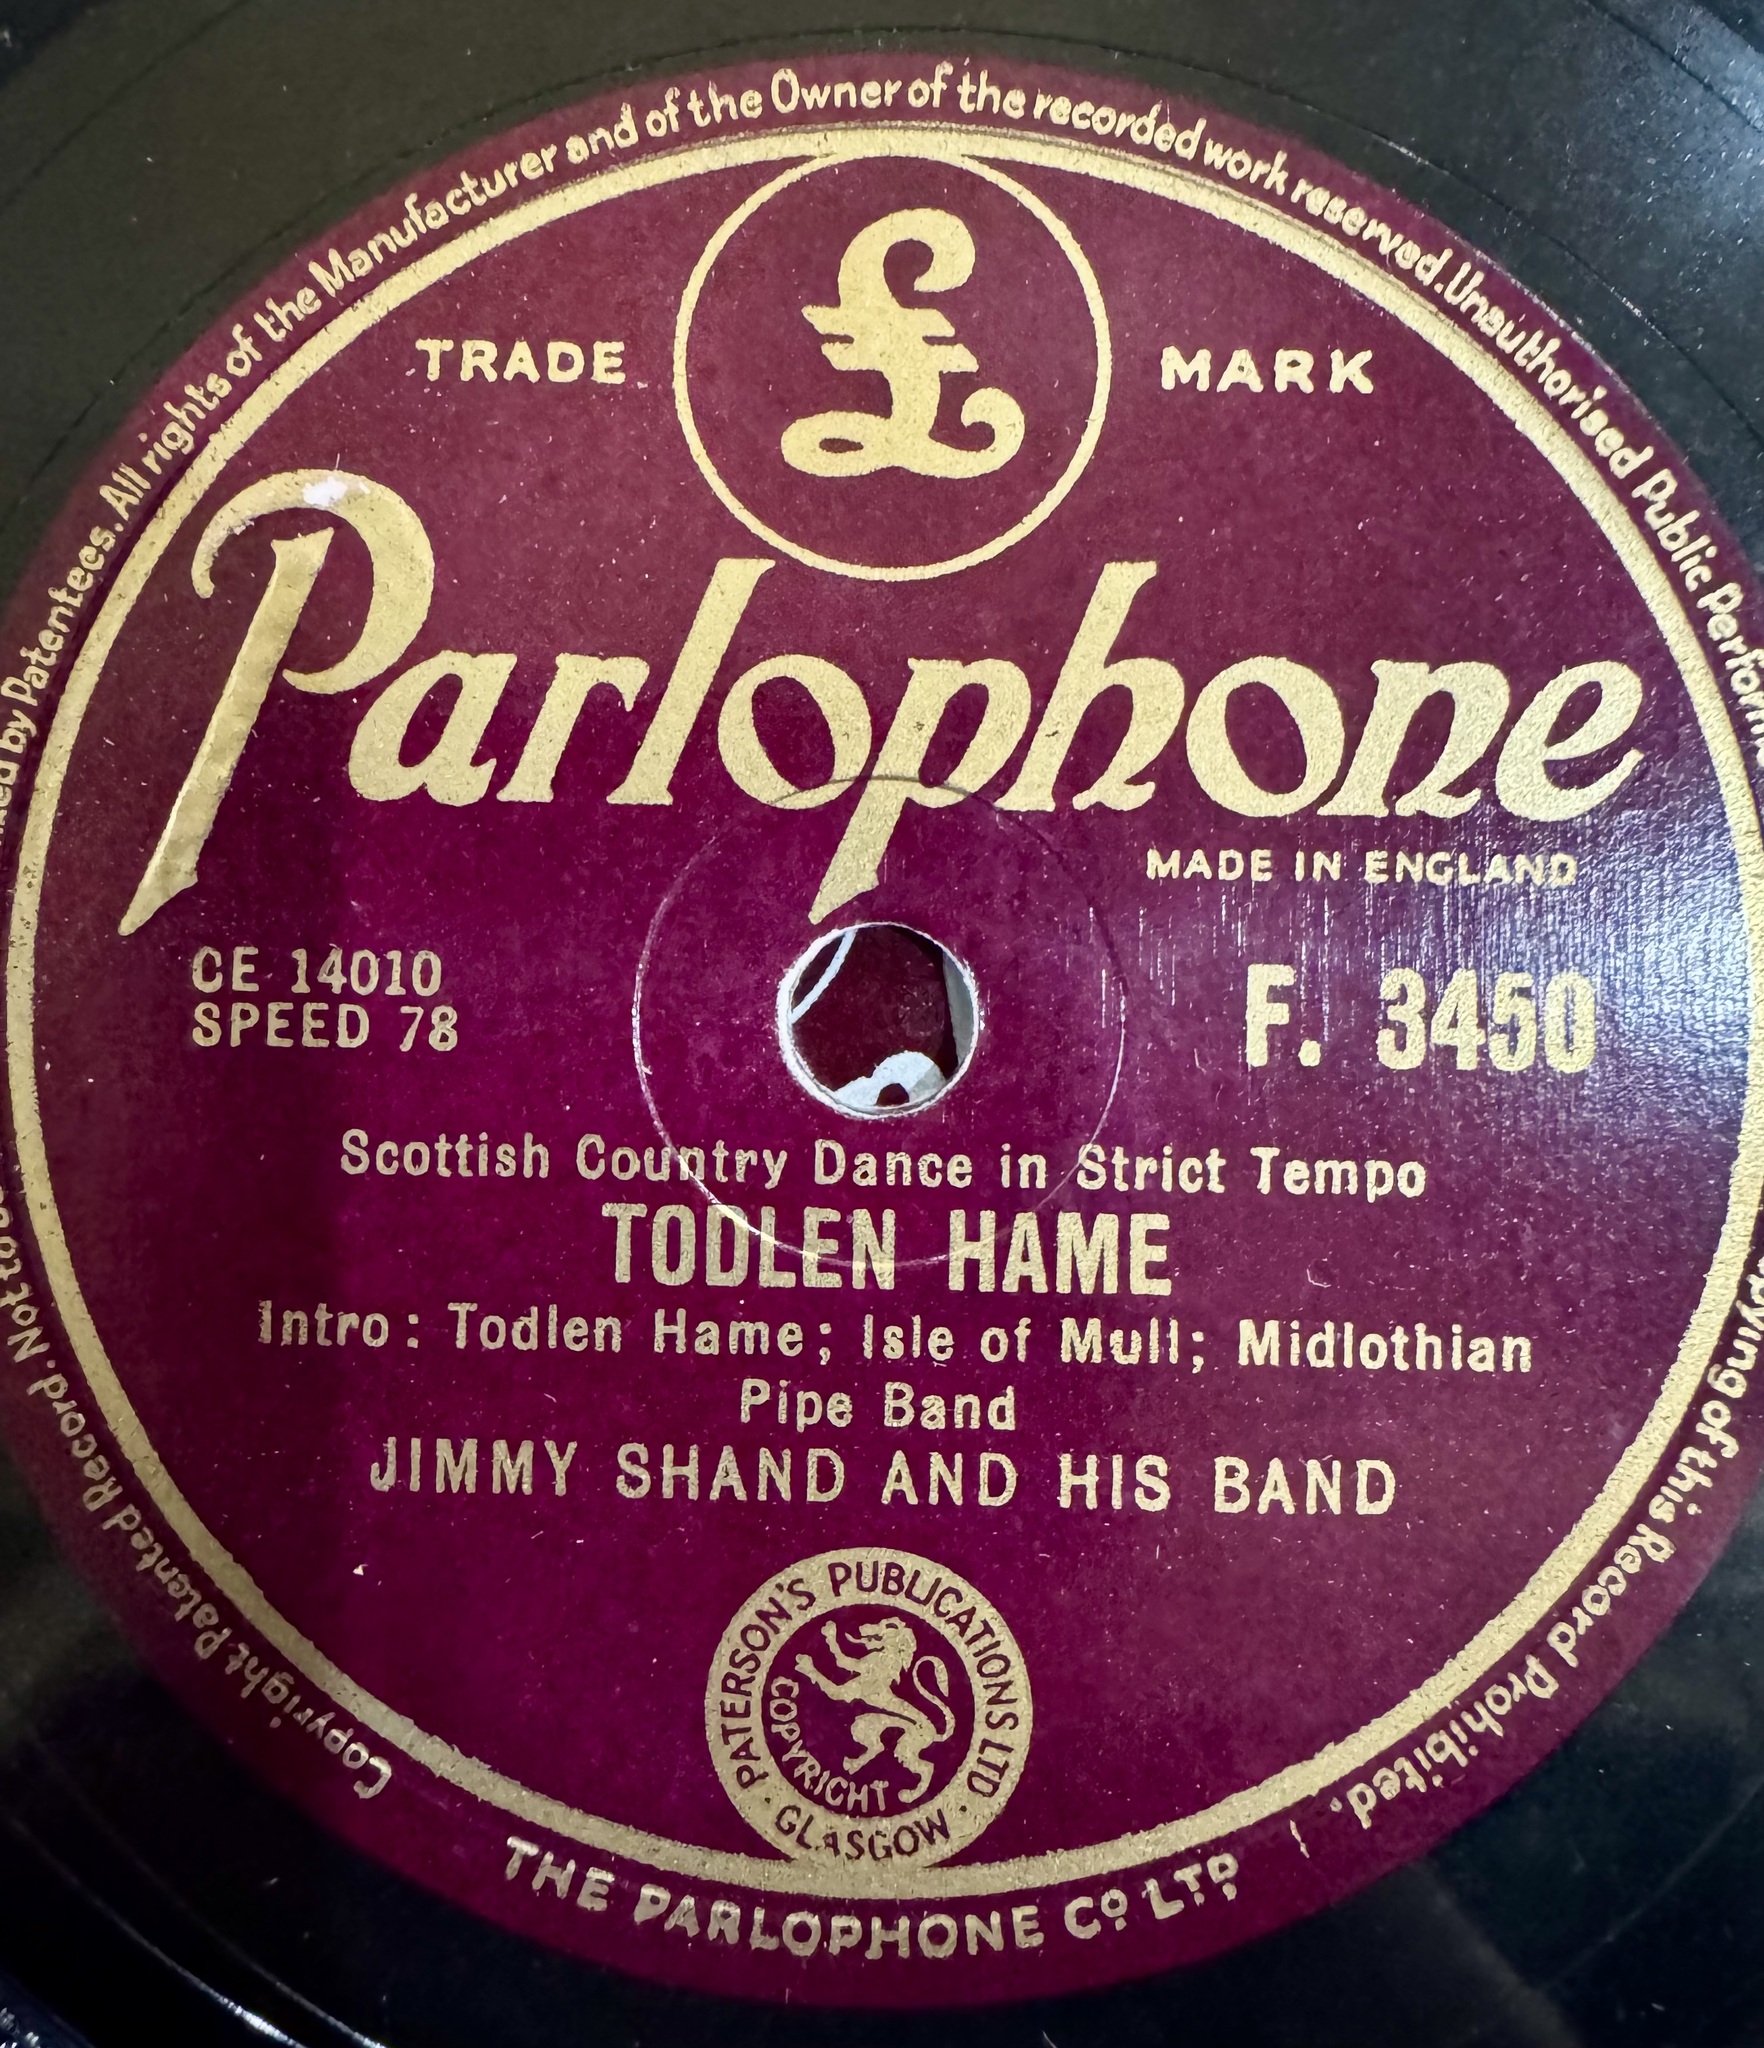 Copyright Patented Record. Not to be
by Patentees. All rights of the Manufacturer and of the Owner of the recorded work reserved. Unauthorised Public
of this Record Prohibited.
TRADE £ MARK
Parlophone
MADE IN ENGLAND
CE 14010
SPEED 78
F. 3450
Scottish Country Dance in Strict Tempo
TODLEN HAME
Intro: Todlen Hame; Isle of Mull; Midlothian
Pipe Band
JIMMY SHAND AND HIS BAND
PATERSON'S PUBLICATIONS LTD
COPYRIGHT
· GLASGOW ·
THE PARLOPHONE CO LTD